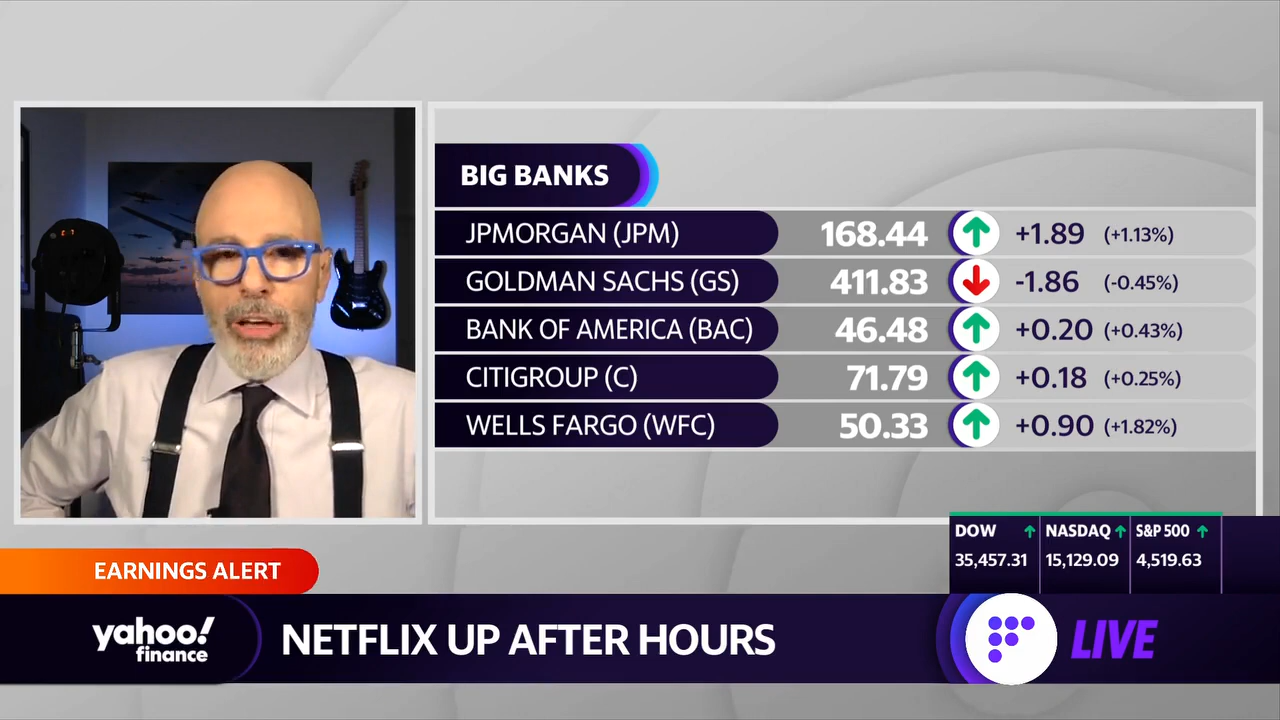 BIG BANKS
JPMORGAN (JPM) 168.44 +1.89 (+1.13%)
GOLDMAN SACHS (GS) 411.83 -1.86 (-0.45%)
BANK OF AMERICA (BAC) 46.48 +0.20 (+0.43%)
CITIGROUP (C) 71.79 +0.18 (+0.25%)
WELLS FARGO (WFC) 50.33 +0.90 (+1.82%)
DOW NASDAQ S&P 500
35,457.31 15,129.09 4,519.63
EARNINGS ALERT
yahoo!
finance
NETFLIX UP AFTER HOURS
LIVE